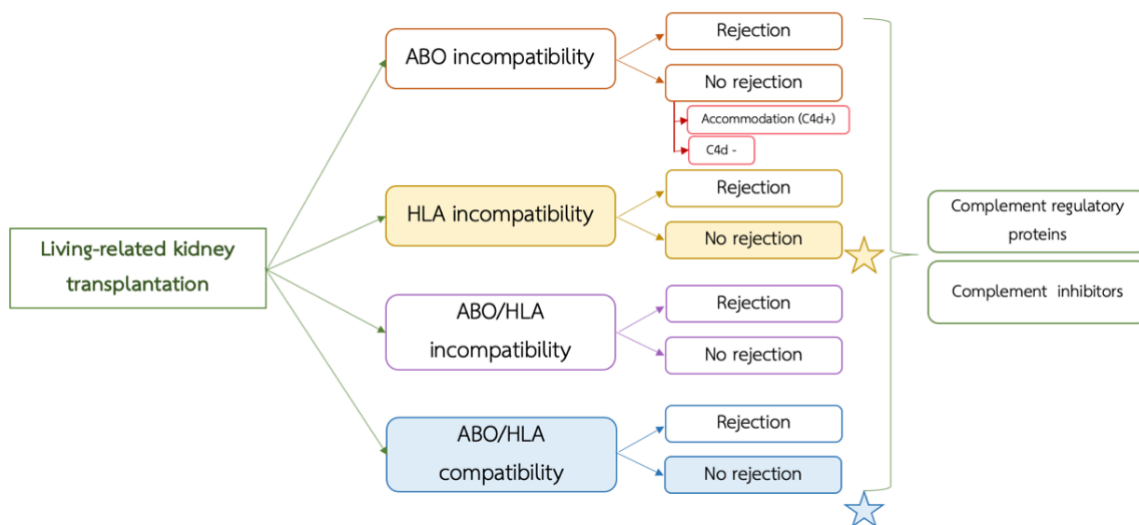 Living-related kidney
transplantation
ABO incompatibility
Rejection
No rejection
Accommodation (C4d+)
C4d -
HLA incompatibility
Rejection
No rejection
ABO/HLA
incompatibility
Rejection
No rejection
ABO/HLA
compatibility
Rejection
No rejection
Complement regulatory
proteins
Complement inhibitors